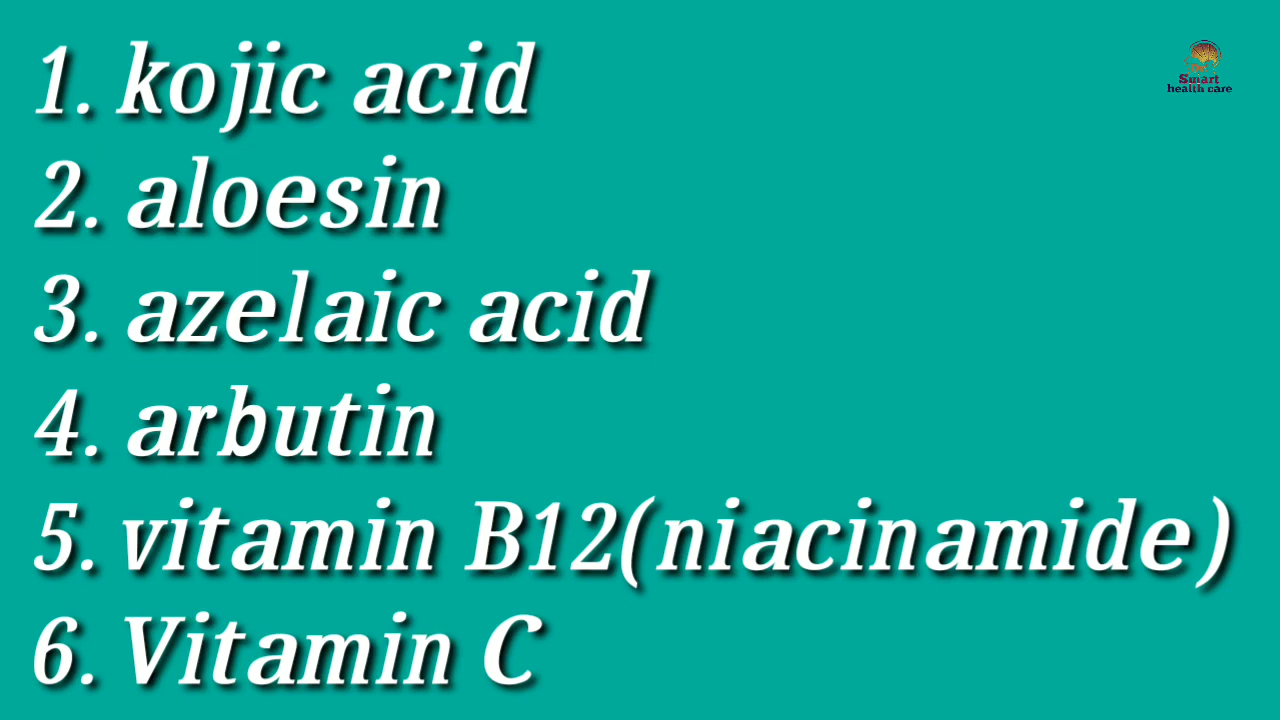 1. kojic acid
2. aloesin
3. azelaic acid
4. arbutin
5. vitamin B12(niacinamide)
6. Vitamin C
Smart
health care